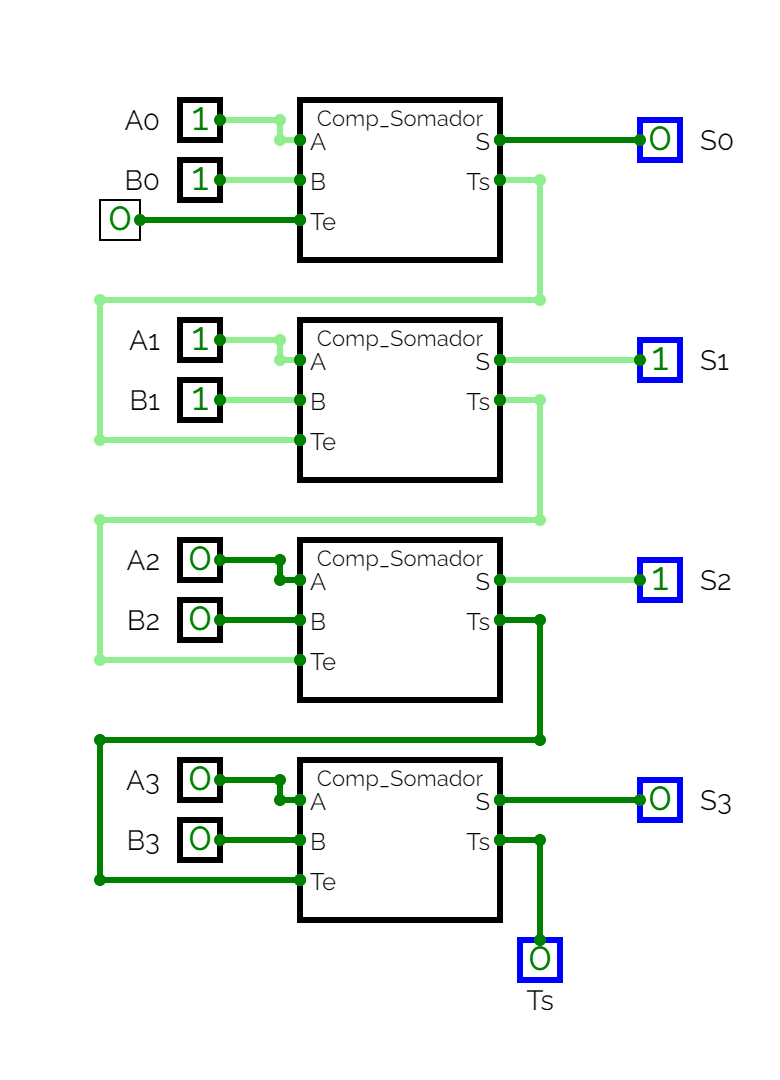 A0 1 Comp_Somador 0 S0
A S
B0 1 B Ts
0 Te
A1 1 Comp_Somador 1 S1
A S
B1 1 B Ts
Te
A2 0 Comp_Somador 1 S2
A S
B2 0 B Ts
Te
A3 0 Comp_Somador 0 S3
A S
B3 0 B Ts
Te
0
Ts